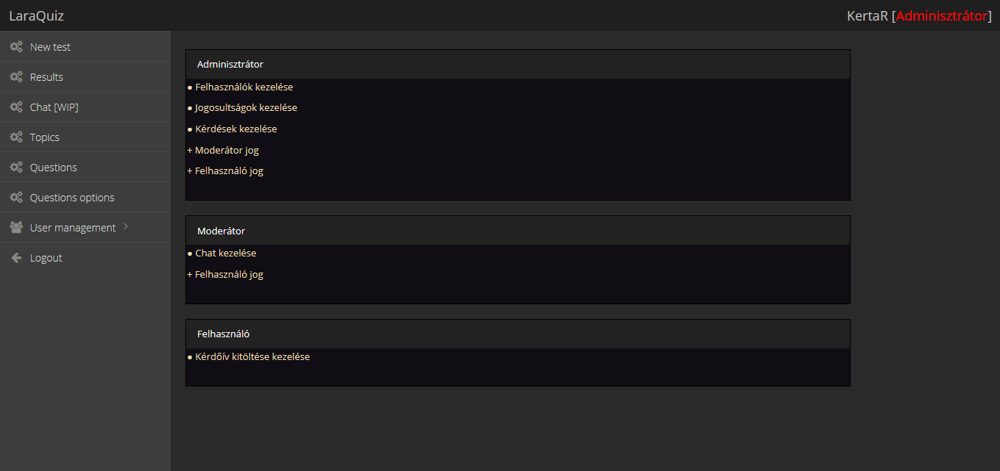 LaraQuiz
KertaR [Adminisztrátor]
New test
Results
Chat [WIP]
Topics
Questions
Questions options
User management
Logout
Adminisztrátor
● Felhasználók kezelése
● Jogosultságok kezelése
● Kérdések kezelése
+ Moderátor jog
+ Felhasználó jog
Moderátor
● Chat kezelése
+ Felhasználó jog
Felhasználó
● Kérdőív kitöltése kezelése